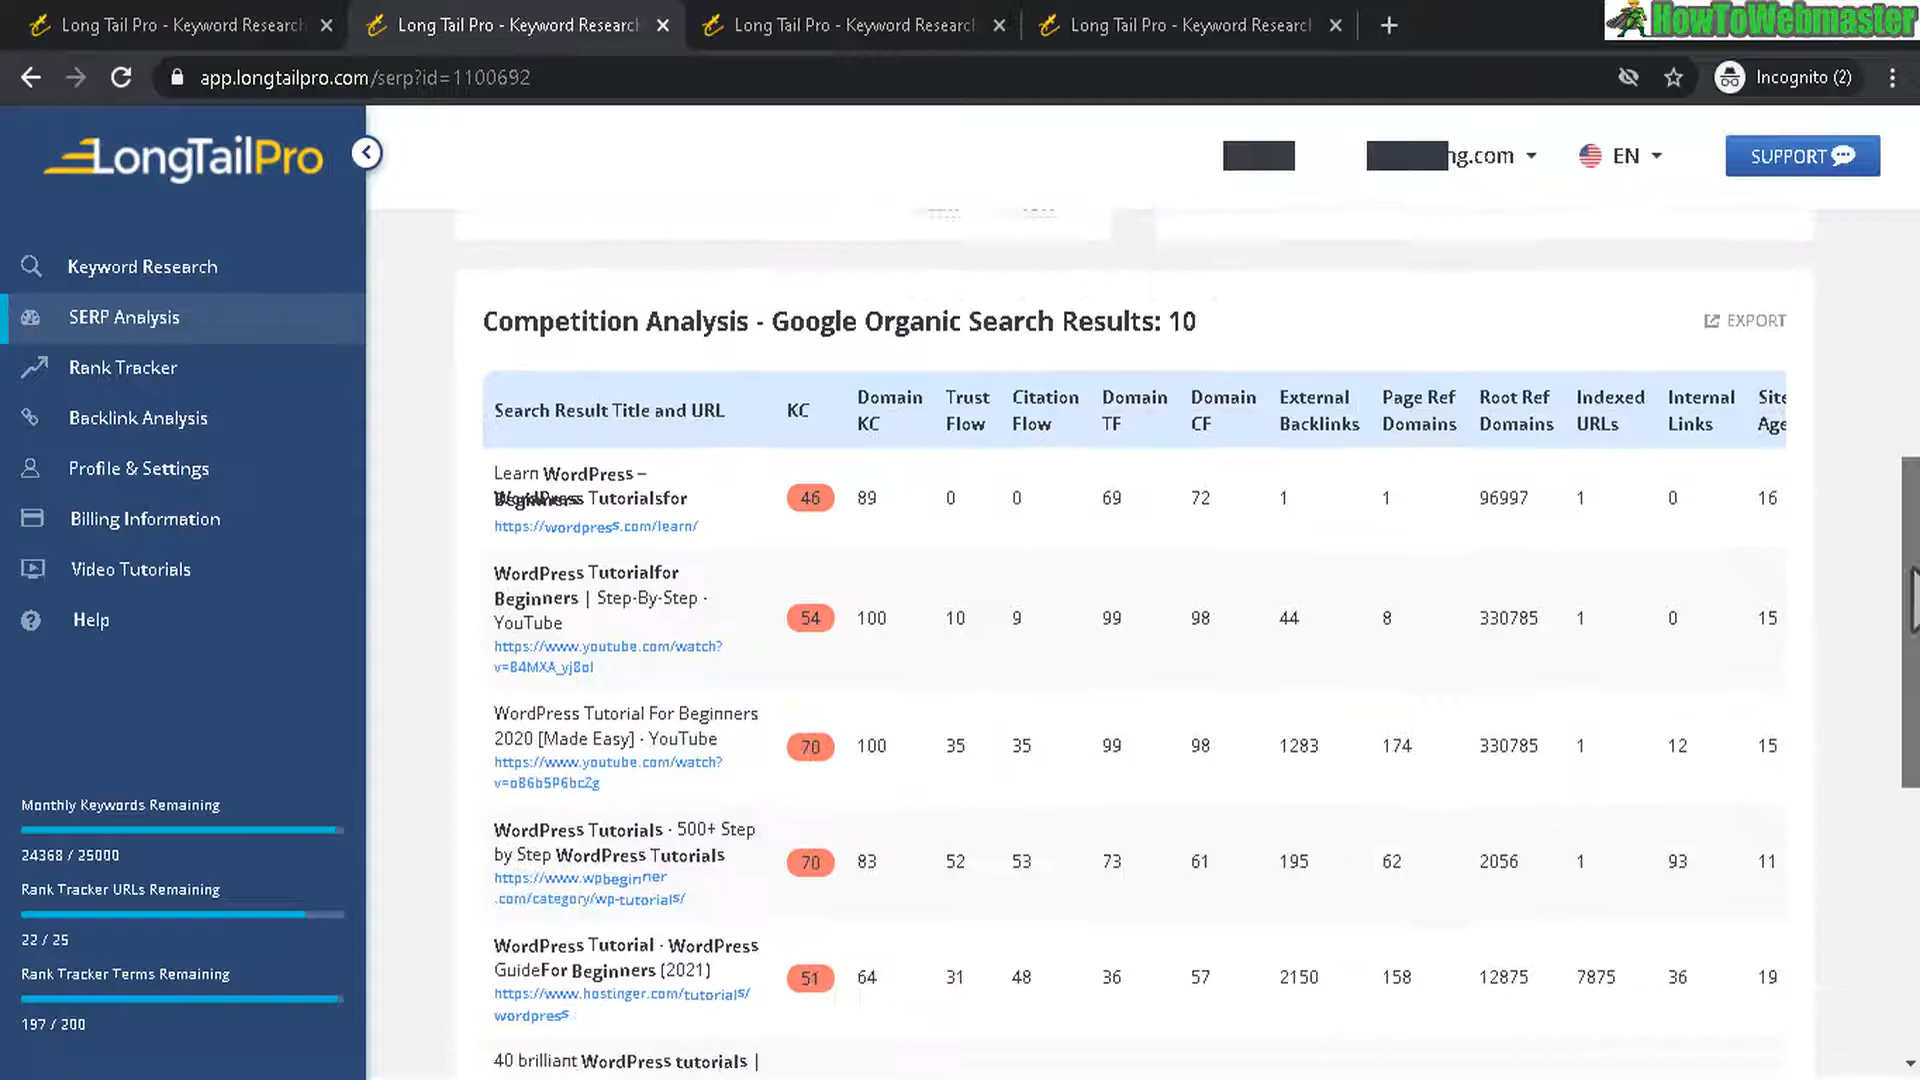 Long Tail Pro - Keyword Research
Long Tail Pro - Keyword Research
Long Tail Pro - Keyword Research
Long Tail Pro - Keyword Research
HowToWebmaster
app.longtailpro.com/serp?id=1100692
Incognito (2)
LongTailPro
ng.com
EN
SUPPORT
Keyword Research
SERP Analysis
Rank Tracker
Backlink Analysis
Profile & Settings
Billing Information
Video Tutorials
Help
Monthly Keywords Remaining
24368 / 25000
Rank Tracker URLs Remaining
22 / 25
Rank Tracker Terms Remaining
197 / 200
Competition Analysis - Google Organic Search Results: 10
EXPORT
Search Result Title and URL KC Domain KC Trust Flow Citation Flow Domain TF Domain CF External Backlinks Page Ref Domains Root Ref Domains Indexed URLs Internal Links Site Age
Learn WordPress –
WordPress Tutorialsfor
Beginners
https://wordpress.com/learn/
46 89 0 0 69 72 1 1 96997 1 0 16
WordPress Tutorialfor
Beginners | Step-By-Step -
YouTube
https://www.youtube.com/watch?
v=84MXA_yj8oI
54 100 10 9 99 98 44 8 330785 1 0 15
WordPress Tutorial For Beginners
2020 [Made Easy] - YouTube
https://www.youtube.com/watch?
v=oB6b5P6bcZg
70 100 35 35 99 98 1283 174 330785 1 12 15
WordPress Tutorials - 500+ Step
by Step WordPress Tutorials
https://www.wpbeginner
.com/category/wp-tutorials/
70 83 52 53 73 61 195 62 2056 1 93 11
WordPress Tutorial - WordPress
GuideFor Beginners (2021)
https://www.hostinger.com/tutorials/
wordpress
51 64 31 48 36 57 2150 158 12875 7875 36 19
40 brilliant WordPress tutorials |